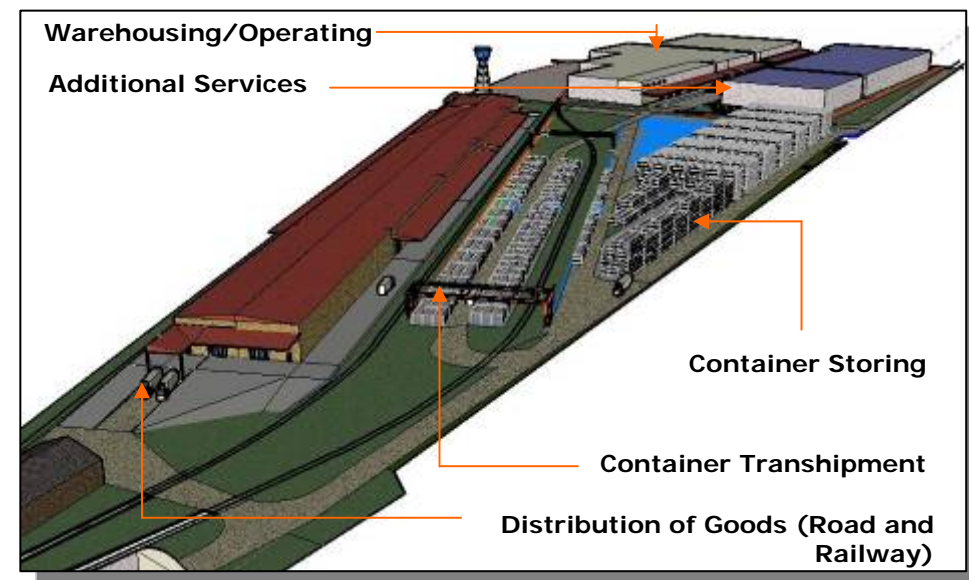 Warehousing/Operating
Additional Services
Container Storing
Container Transhipment
Distribution of Goods (Road and
Railway)